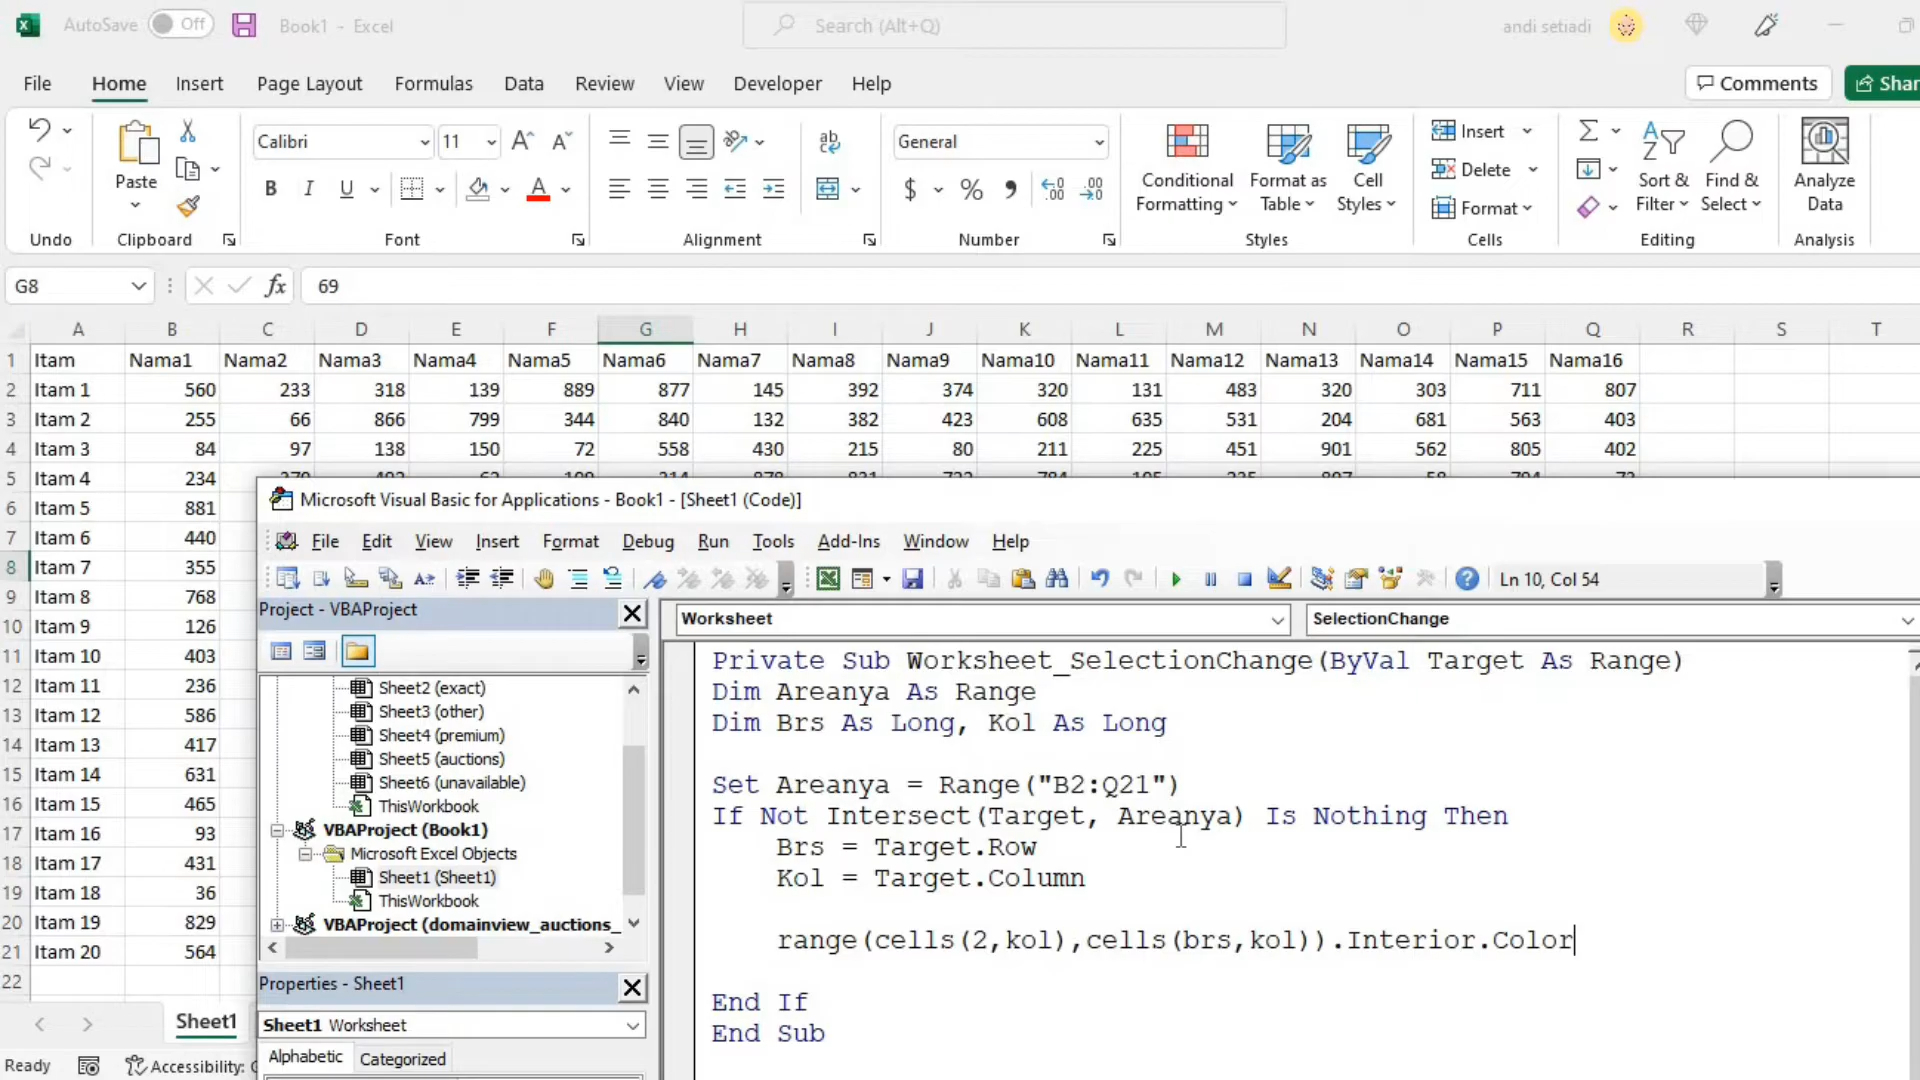 AutoSave Off Book1 - Excel Search (Alt+Q) andi setiadi
File Home Insert Page Layout Formulas Data Review View Developer Help Comments
Calibri 11 General Insert
Paste Conditional Formatting Format as Table Cell Styles Delete Sort & Filter Find & Select Analyze Data
Format
Undo Clipboard Font Alignment Number Styles Cells Editing Analysis
G8 fx 69
A B C D E F G H I J K L M N O P Q R S T
1 Itam Nama1 Nama2 Nama3 Nama4 Nama5 Nama6 Nama7 Nama8 Nama9 Nama10 Nama11 Nama12 Nama13 Nama14 Nama15 Nama16
2 Itam 1 560 233 318 139 889 877 145 392 374 320 131 483 320 303 711 807
3 Itam 2 255 66 866 799 344 840 132 382 423 608 635 531 204 681 563 403
4 Itam 3 84 97 138 150 72 558 430 215 80 211 225 451 901 562 805 402
5 Itam 4 234
6 Itam 5 881
7 Itam 6 440
8 Itam 7 355
9 Itam 8 768
10 Itam 9 126
11 Itam 10 403
12 Itam 11 236
13 Itam 12 586
14 Itam 13 417
15 Itam 14 631
16 Itam 15 465
17 Itam 16 93
18 Itam 17 431
19 Itam 18 36
20 Itam 19 829
21 Itam 20 564
22
Sheet1
Ready Accessibility:
Microsoft Visual Basic for Applications - Book1 - [Sheet1 (Code)]
File Edit View Insert Format Debug Run Tools Add-Ins Window Help
Ln 10, Col 54
Project - VBAProject
Sheet2 (exact)
Sheet3 (other)
Sheet4 (premium)
Sheet5 (auctions)
Sheet6 (unavailable)
ThisWorkbook
VBAProject (Book1)
Microsoft Excel Objects
Sheet1 (Sheet1)
ThisWorkbook
VBAProject (domainview_auctions_
Properties - Sheet1
Sheet1 Worksheet
Alphabetic Categorized
Worksheet SelectionChange
Private Sub Worksheet_SelectionChange(ByVal Target As Range)
Dim Areanya As Range
Dim Brs As Long, Kol As Long
Set Areanya = Range("B2:Q21")
If Not Intersect(Target, Areanya) Is Nothing Then
Brs = Target.Row
Kol = Target.Column
range(cells(2,kol),cells(brs,kol)).Interior.Color
End If
End Sub